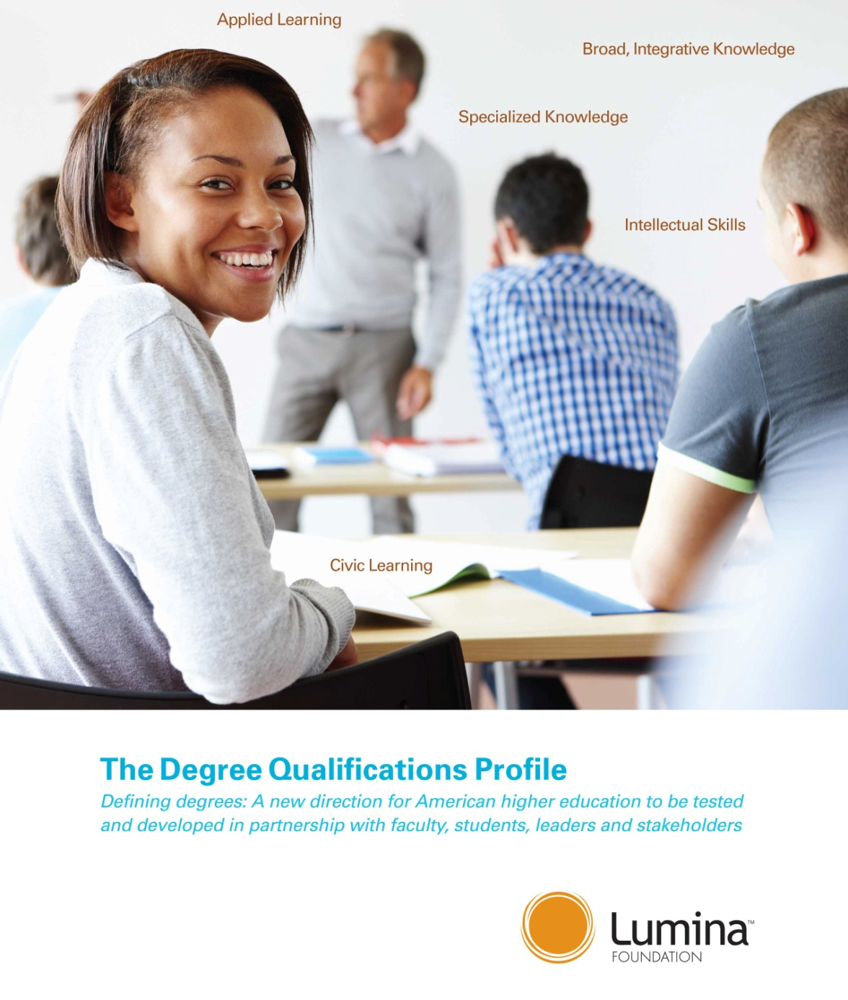 Applied Learning
Broad, Integrative Knowledge
Specialized Knowledge
Intellectual Skills
Civic Learning
The Degree Qualifications Profile
Defining degrees: A new direction for American higher education to be tested
and developed in partnership with faculty, students, leaders and stakeholders
Lumina™
FOUNDATION